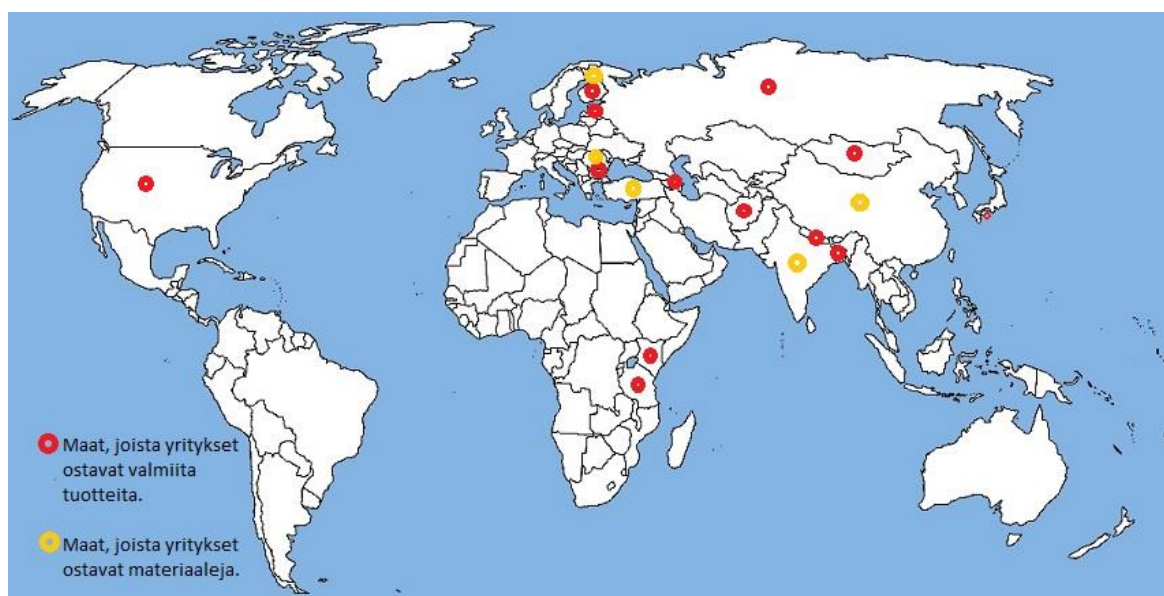 Maat, joista yritykset
ostavat valmiita
tuotteita.
Maat, joista yritykset
ostavat materiaaleja.